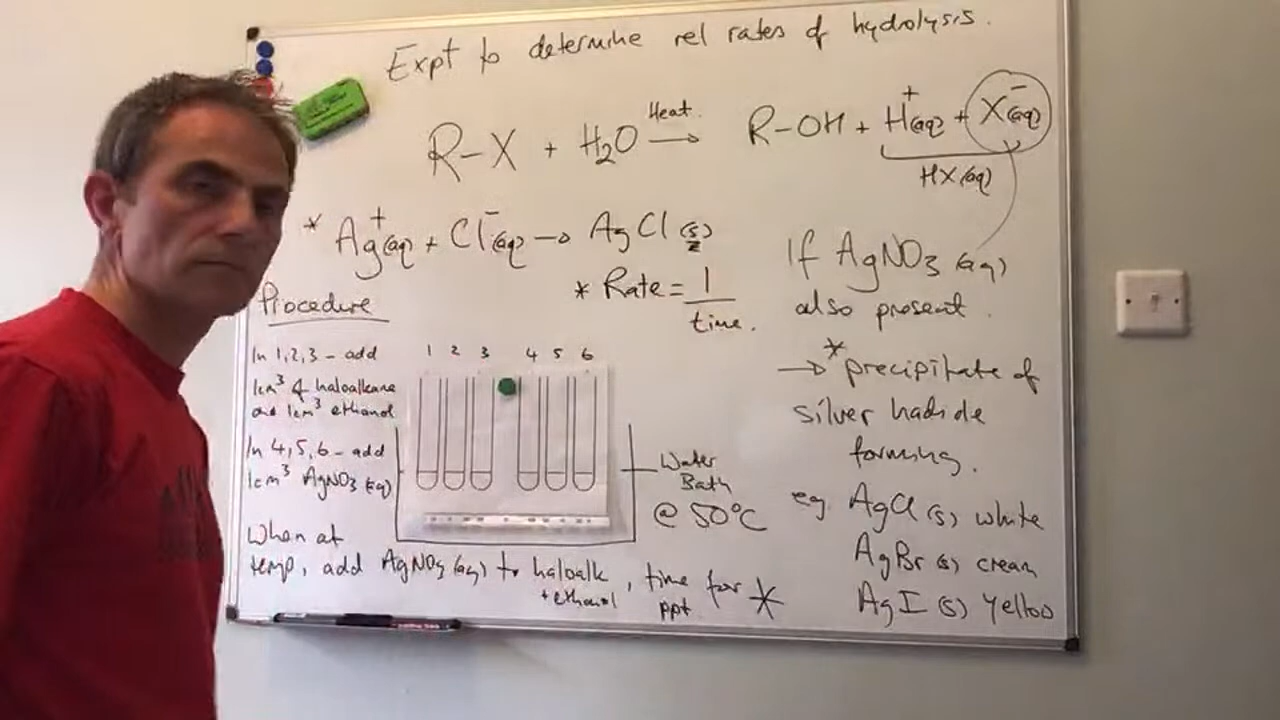 Expt to determine rel rates of hydrolysis.
R-X + H₂O →Heat. R-OH + H⁺(aq) + X⁻(aq)
HX(aq)
* Ag⁺(aq) + Cl⁻(aq) → AgCl(s)
* Rate = 1/time.
If AgNO₃(aq)
also present.
→ *precipitate of
silver halide
forming.
eg AgCl(s) white
AgBr(s) cream
AgI(s) yellow
Procedure
In 1,2,3 - add
1cm³ of haloalkane
and 1cm³ ethanol
In 4,5,6 - add
1cm³ AgNO₃(aq)
1 2 3 4 5 6
Water
Bath
@ 50°C
When at
temp, add AgNO₃(aq) to haloalk, time for *
+ ethanol ppt